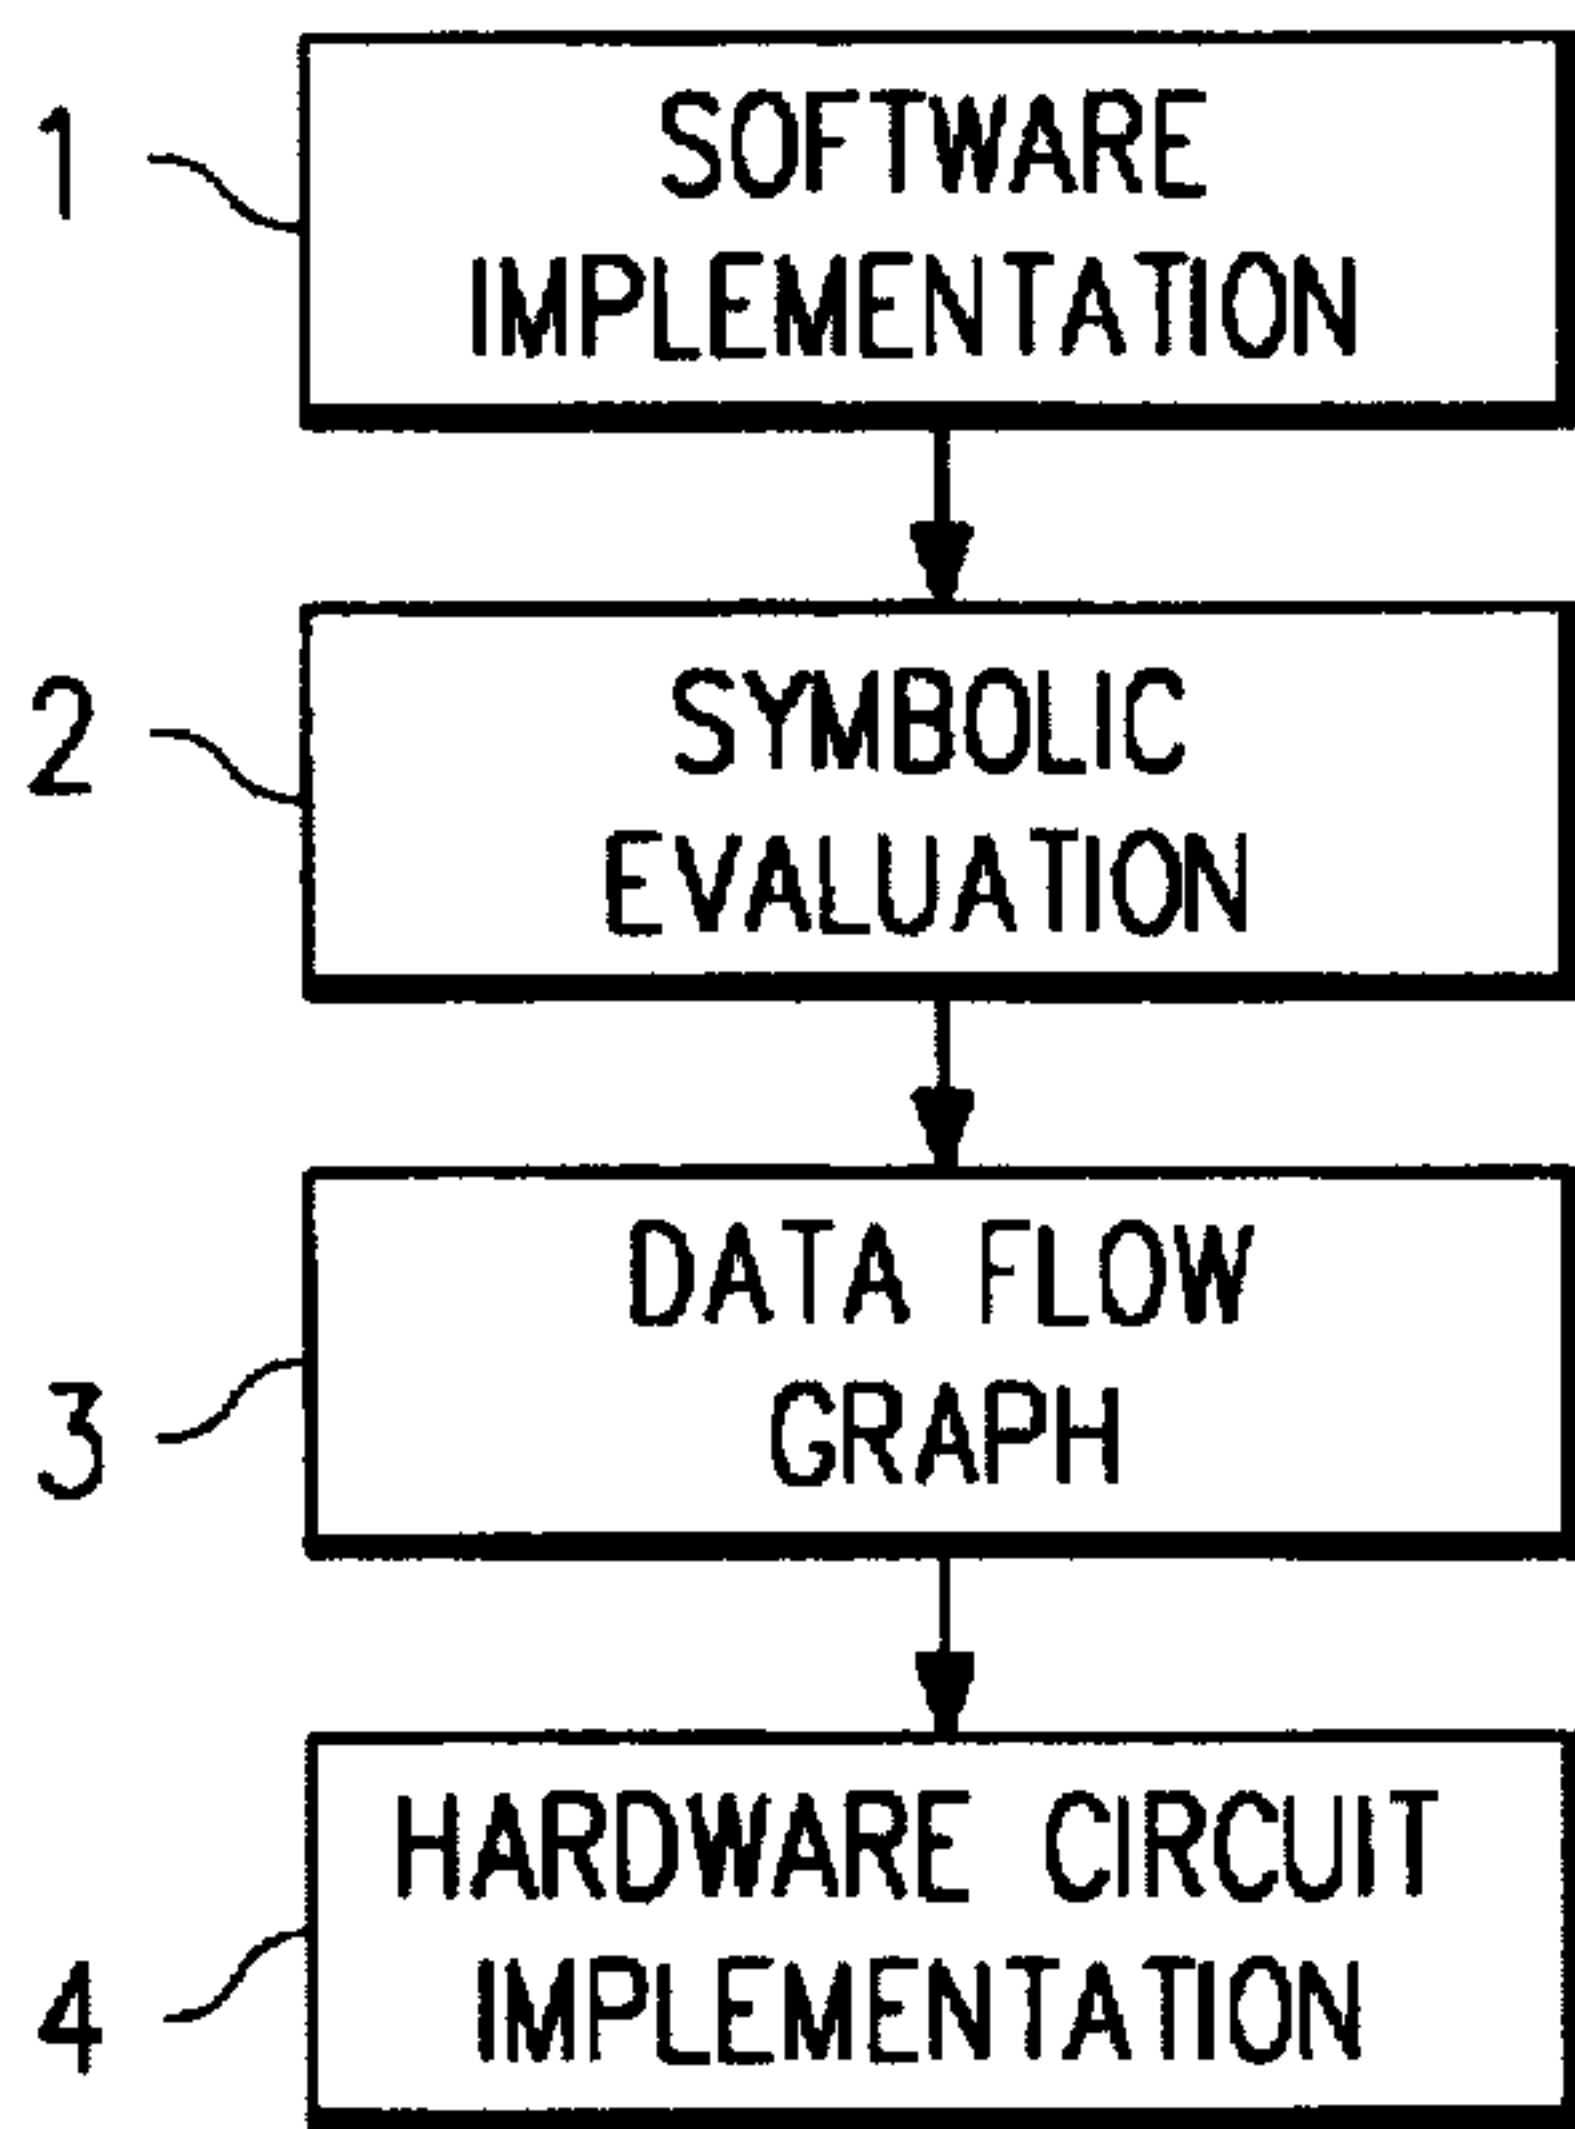 1
SOFTWARE
IMPLEMENTATION
2
SYMBOLIC
EVALUATION
3
DATA FLOW
GRAPH
4
HARDWARE CIRCUIT
IMPLEMENTATION